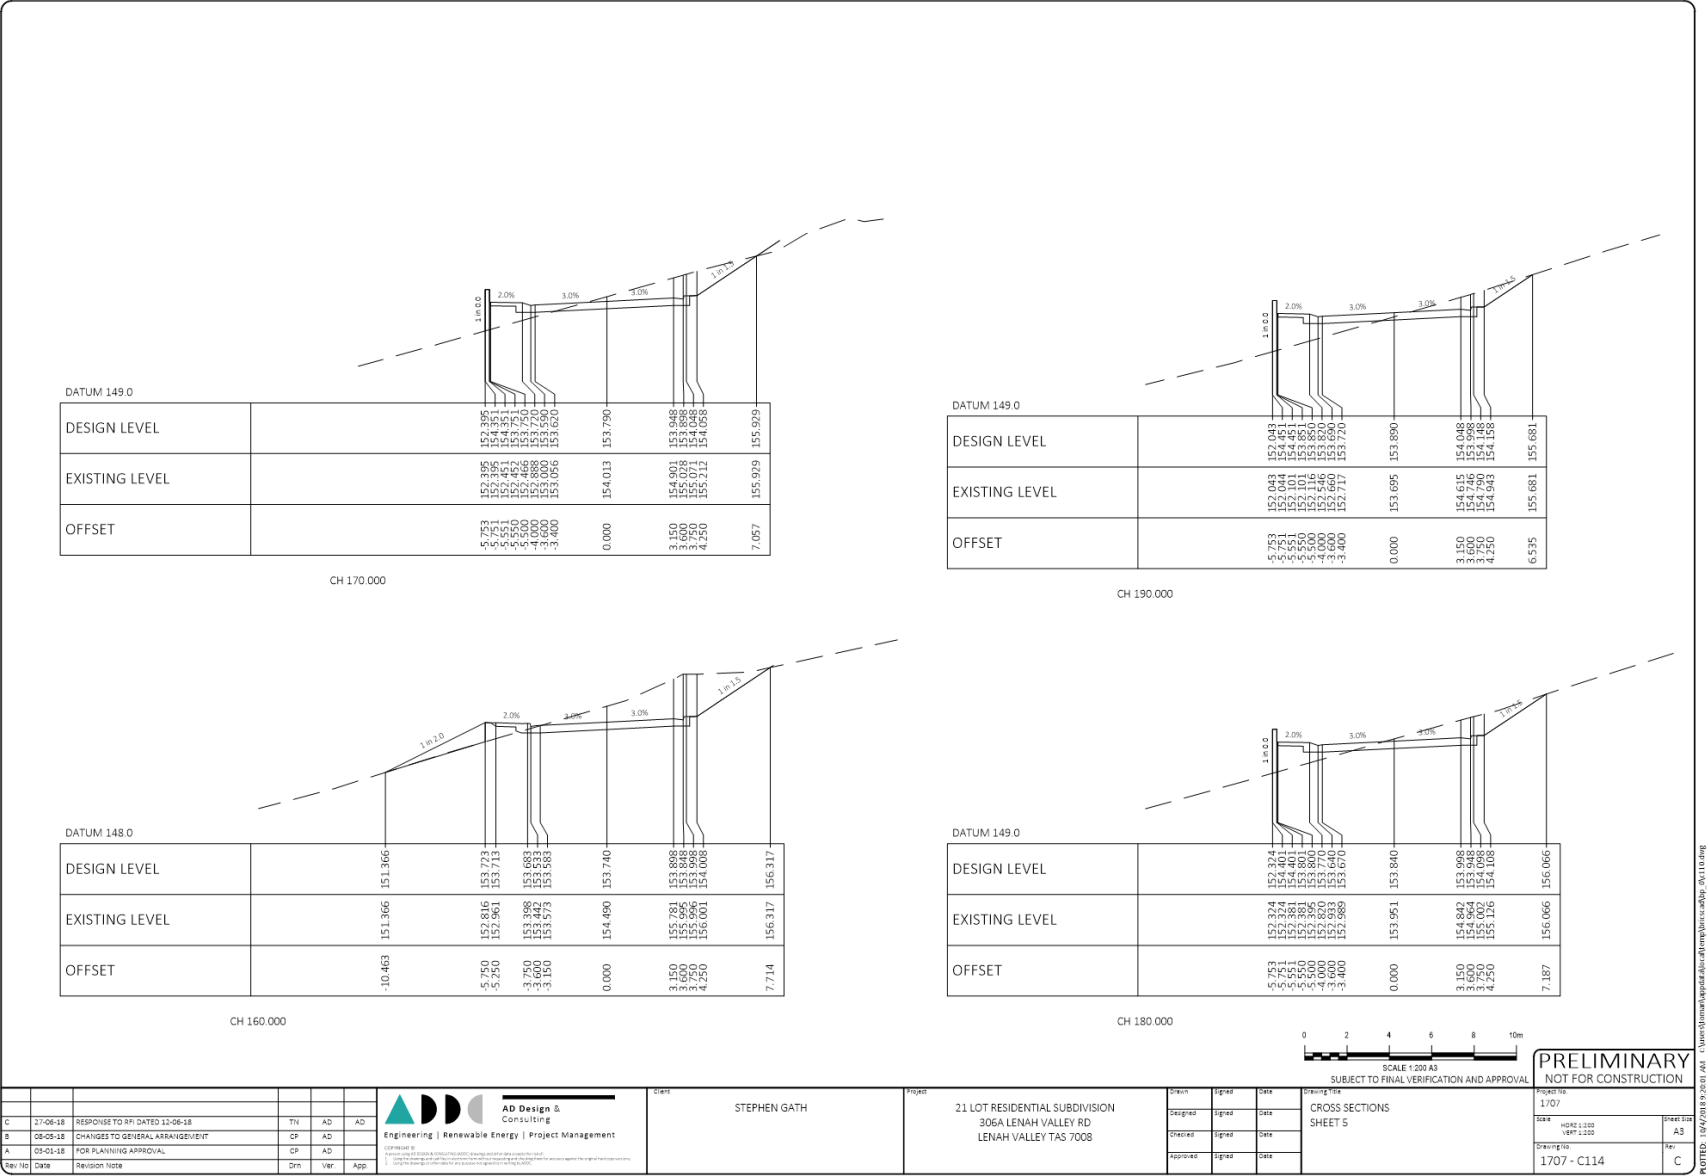 1 in 0.0
2.0%
3.0%
3.0%
1 in 1.5
DATUM 149.0
DESIGN LEVEL 152.395 154.351 154.351 153.751 153.750 153.720 153.590 153.620 153.790 153.948 153.898 154.048 154.058 155.929
EXISTING LEVEL 152.395 152.395 152.451 152.452 152.466 152.888 153.000 153.056 154.013 154.901 155.028 155.071 155.212 155.929
OFFSET -5.753 -5.751 -5.551 -5.550 -5.500 -4.000 -3.600 -3.400 0.000 3.150 3.600 3.750 4.250 7.057
CH 170.000
1 in 0.0
2.0%
3.0%
3.0%
1 in 1.5
DATUM 149.0
DESIGN LEVEL 152.043 154.451 154.451 153.851 153.850 153.820 153.690 153.720 153.890 154.048 153.998 154.148 154.158 155.681
EXISTING LEVEL 152.043 152.044 152.101 152.101 152.116 152.546 152.660 152.717 153.695 154.615 154.746 154.790 154.943 155.681
OFFSET -5.753 -5.751 -5.551 -5.550 -5.500 -4.000 -3.600 -3.400 0.000 3.150 3.600 3.750 4.250 6.535
CH 190.000
1 in 2.0
2.0%
3.0%
3.0%
1 in 1.5
DATUM 148.0
DESIGN LEVEL 151.366 153.723 153.713 153.683 153.533 153.583 153.740 153.898 153.848 153.998 154.008 156.317
EXISTING LEVEL 151.366 152.816 152.961 153.398 153.442 153.573 154.490 155.781 155.995 155.996 156.001 156.317
OFFSET -10.463 -5.750 -5.250 -3.750 -3.600 -3.150 0.000 3.150 3.600 3.750 4.250 7.714
CH 160.000
1 in 0.0
2.0%
3.0%
3.0%
1 in 1.5
DATUM 149.0
DESIGN LEVEL 152.324 154.401 154.401 153.801 153.800 153.770 153.640 153.670 153.840 153.998 153.948 154.098 154.108 156.066
EXISTING LEVEL 152.324 152.324 152.381 152.381 152.395 152.820 152.933 152.989 153.951 154.842 154.964 155.002 155.126 156.066
OFFSET -5.753 -5.751 -5.551 -5.550 -5.500 -4.000 -3.600 -3.400 0.000 3.150 3.600 3.750 4.250 7.187
CH 180.000
0 2 4 6 8 10m
SCALE 1:200 A3
SUBJECT TO FINAL VERIFICATION AND APPROVAL
PRELIMINARY
NOT FOR CONSTRUCTION
C 27-06-18 RESPONSE TO RFI DATED 12-06-18 TN AD AD
B 08-05-18 CHANGES TO GENERAL ARRANGEMENT CP AD
A 03-01-18 FOR PLANNING APPROVAL CP AD
Rev No Date Revision Note Drn Ver. App.
ADDC
AD Design &
Consulting
Engineering | Renewable Energy | Project Management
COPYRIGHT ©
Client
STEPHEN GATH
Project
21 LOT RESIDENTIAL SUBDIVISION
306A LENAH VALLEY RD
LENAH VALLEY TAS 7008
Drawn Signed Date
Designed Signed Date
Checked Signed Date
Approved Signed Date
Drawing Title
CROSS SECTIONS
SHEET 5
Project No.
1707
Scale
HORZ 1:200
VERT 1:200
Sheet Size
A3
Drawing No.
1707 - C114
Rev
C